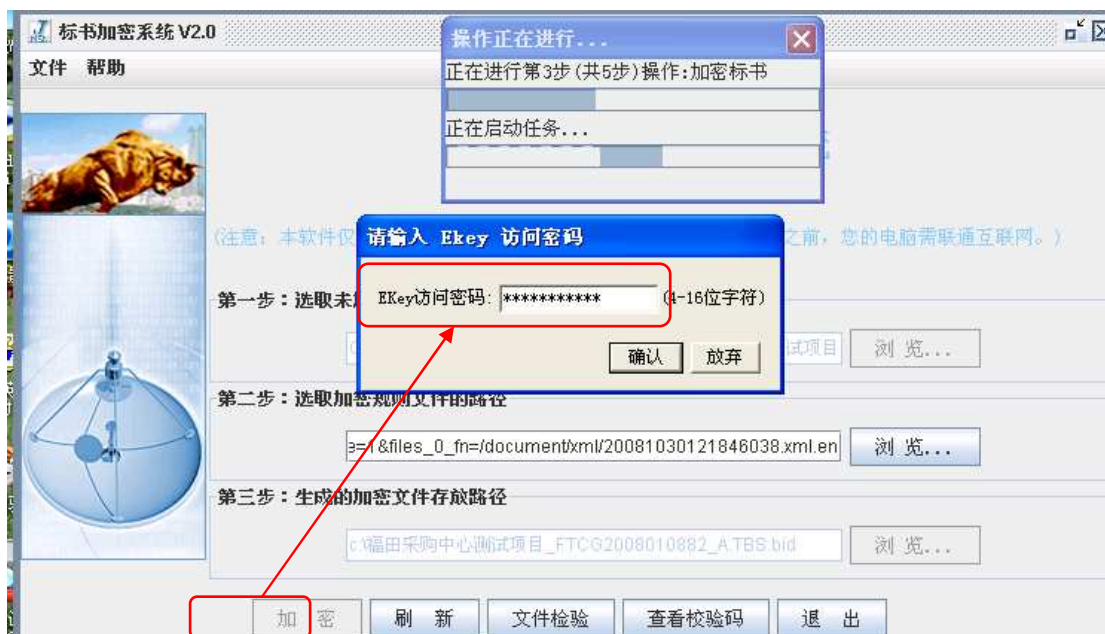 标书加密系统 V2.0
文件 帮助
操作正在进行...
正在进行第3步(共5步)操作:加密标书
正在启动任务...
(注意：本软件仅
之前，您的电脑需联通互联网。)
请输入 Ekey 访问密码
EKey访问密码: *********** (4-16位字符)
确认 放弃
第一步：选取未
试项目 浏 览...
第二步：选取加密规则文件的路径
e=1&files_0_fn=/document/xml/20081030121846038.xml.en 浏 览...
第三步：生成的加密文件存放路径
c:\福田采购中心测试项目_FTCG2008010882_A.TBS.bid 浏 览...
加 密 刷 新 文件检验 查看校验码 退 出